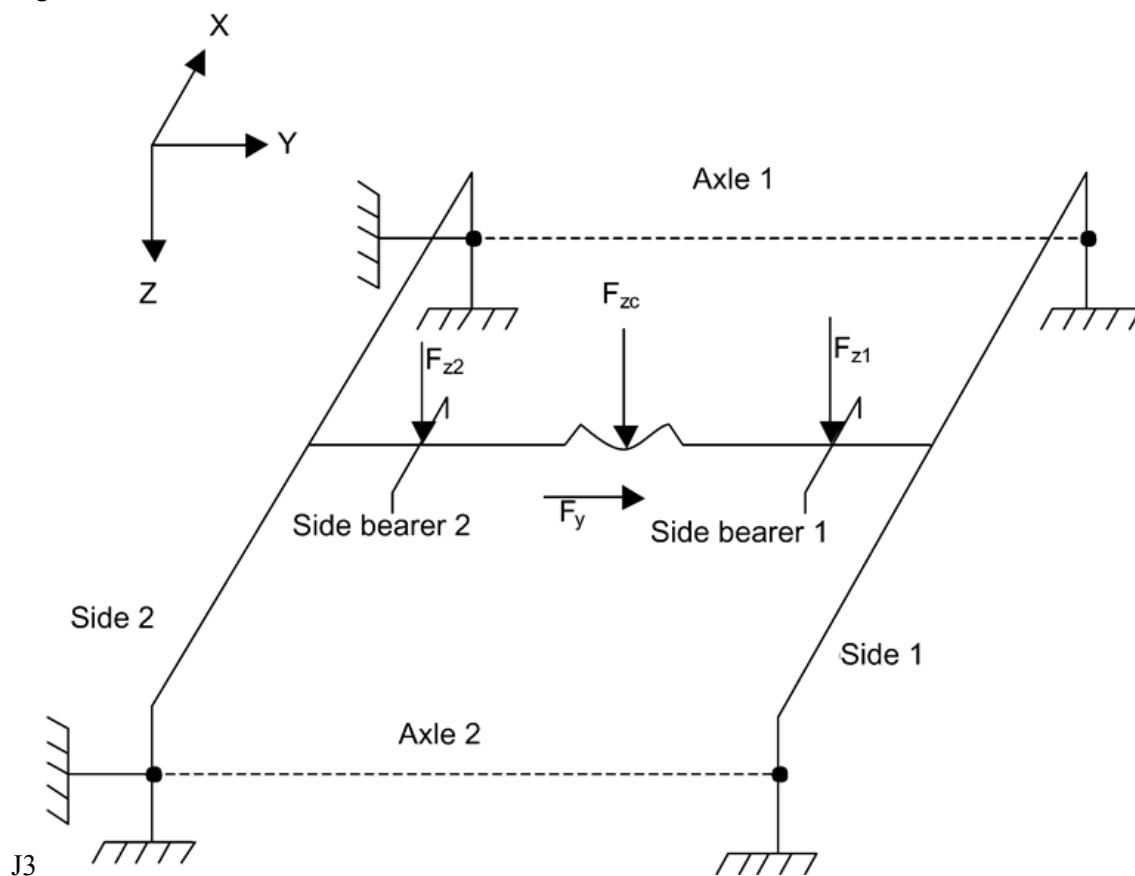 X
Y
Z
Axle 1
F_zc
F_z2
F_z1
Side bearer 2
F_y
Side bearer 1
Side 2
Side 1
Axle 2
J3